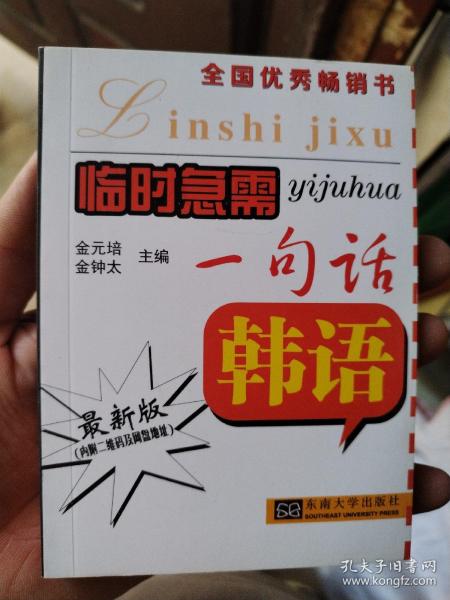 全国优秀畅销书
Linshi jixu
临时急需
yijuhua
金元培
金钟太
主编
一句话
韩语
最新版
(内附二维码及网盘地址)
东南大学出版社
SOUTHEAST UNIVERSITY PRESS
孔夫子旧书网
www.kongfz.com